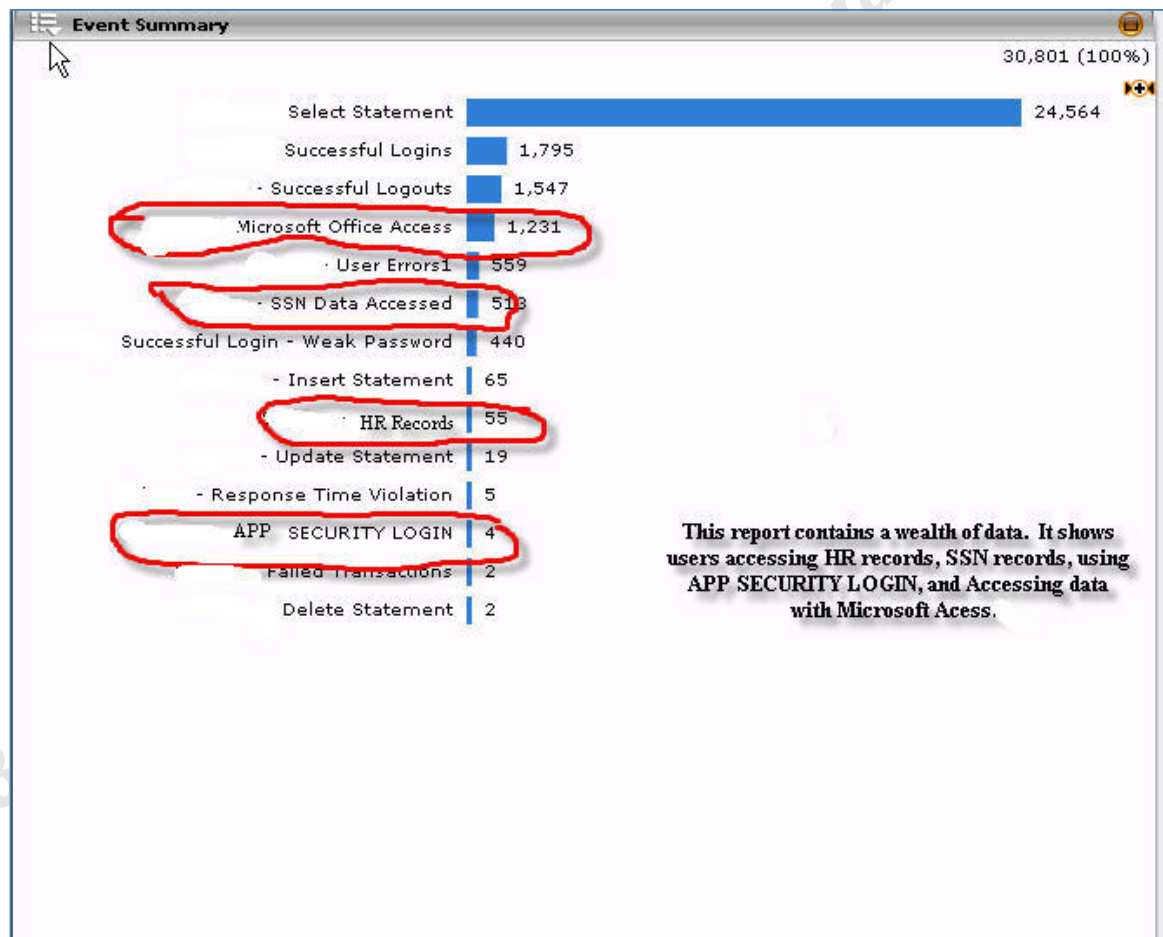 Event Summary
30,801 (100%)
Select Statement 24,564
Successful Logins 1,795
- Successful Logouts 1,547
Microsoft Office Access 1,231
User Errors1 559
- SSN Data Accessed 513
Successful Login - Weak Password 440
- Insert Statement 65
HR Records 55
- Update Statement 19
- Response Time Violation 5
APP SECURITY LOGIN 4
Failed Transactions 2
Delete Statement 2
This report contains a wealth of data. It shows
users accessing HR records, SSN records, using
APP SECURITY LOGIN, and Accessing data
with Microsoft Acess.